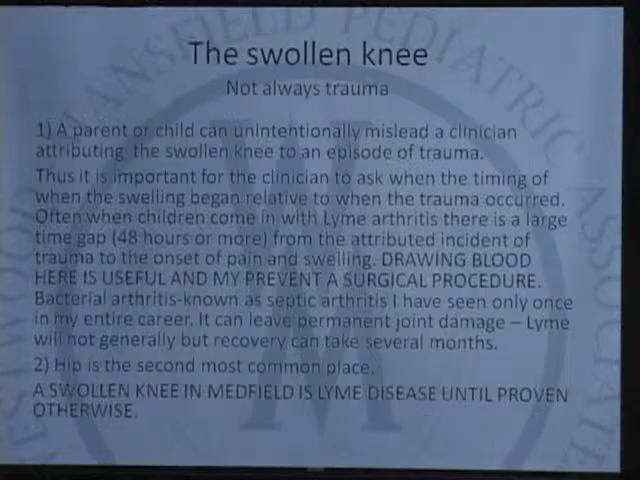 The swollen knee
Not always trauma
1) A parent or child can unintentionally mislead a clinician
attributing the swollen knee to an episode of trauma.
Thus it is important for the clinician to ask when the timing of
when the swelling began relative to when the trauma occurred.
Often when children come in with Lyme arthritis there is a large
time gap (48 hours or more) from the attributed incident of
trauma to the onset of pain and swelling. DRAWING BLOOD
HERE IS USEFUL AND MY PREVENT A SURGICAL PROCEDURE.
Bacterial arthritis-known as septic arthritis I have seen only once
in my entire career. It can leave permanent joint damage – Lyme
will not generally but recovery can take several months.
2) Hip is the second most common place.
A SWOLLEN KNEE IN MEDFIELD IS LYME DISEASE UNTIL PROVEN
OTHERWISE.
WESTWOOD MANSFIELD PEDIATRIC ASSOCIATES